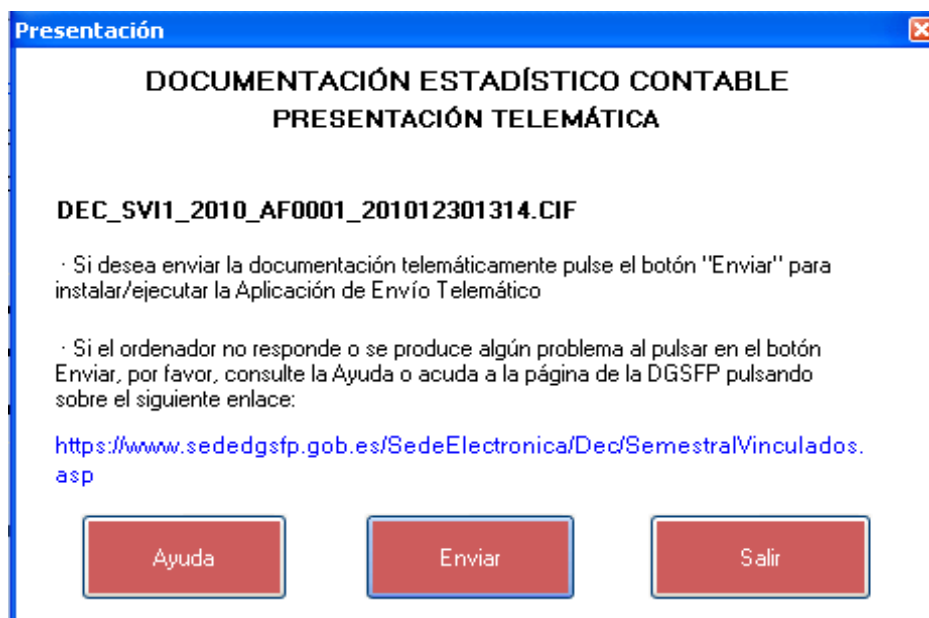 Presentación
DOCUMENTACIÓN ESTADÍSTICO CONTABLE
PRESENTACIÓN TELEMÁTICA
DEC_SVI1_2010_AF0001_201012301314.CIF
· Si desea enviar la documentación telemáticamente pulse el botón "Enviar" para
instalar/ejecutar la Aplicación de Envío Telemático
· Si el ordenador no responde o se produce algún problema al pulsar en el botón
Enviar, por favor, consulte la Ayuda o acuda a la página de la DGSFP pulsando
sobre el siguiente enlace:
https://www.sededgsfp.gob.es/SedeElectronica/Dec/SemestralVinculados.
asp
Ayuda Enviar Salir